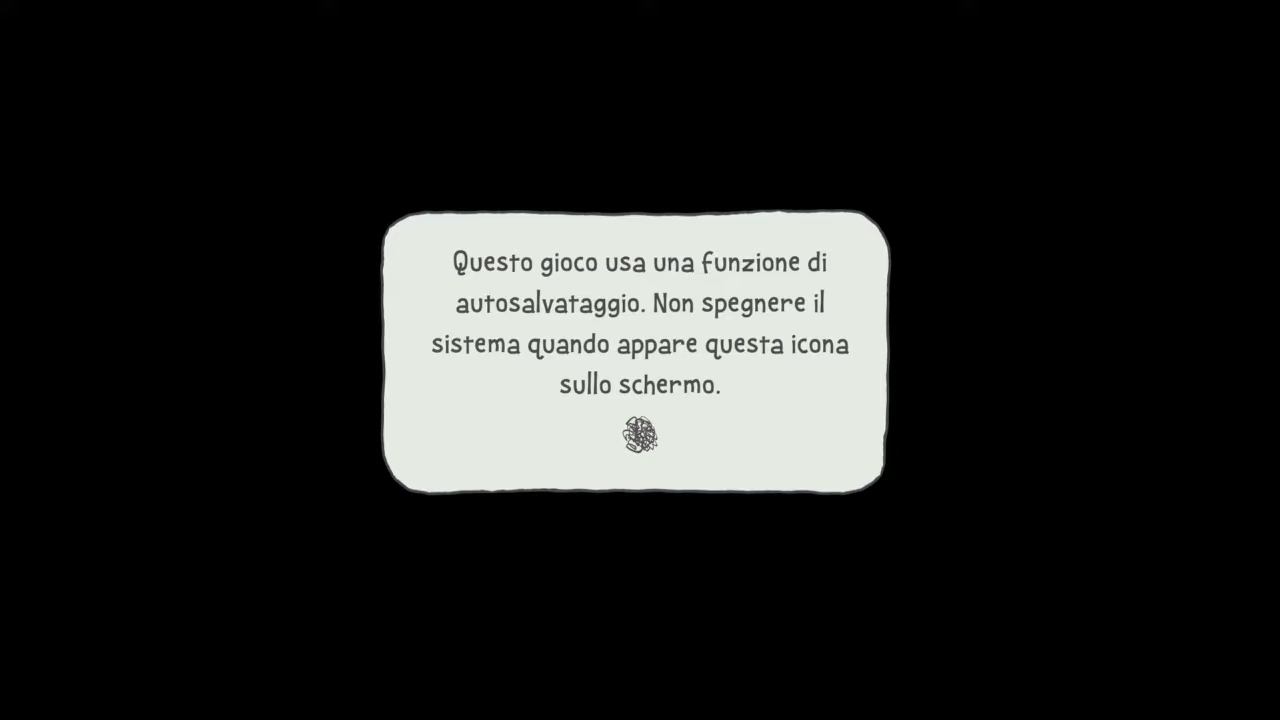 Questo gioco usa una funzione di
autosalvataggio. Non spegnere il
sistema quando appare questa icona
sullo schermo.